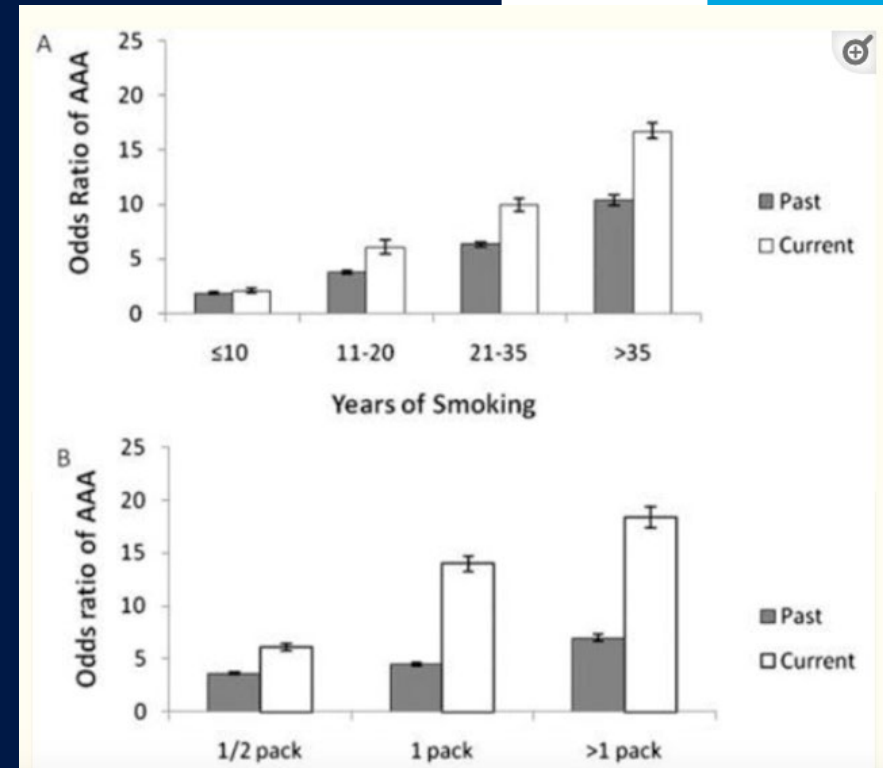 A
Odds Ratio of AAA
25
20
15
10
5
0
≤10 11-20 21-35 >35
Years of Smoking
Past
Current
B
Odds ratio of AAA
25
20
15
10
5
0
1/2 pack 1 pack >1 pack
Past
Current